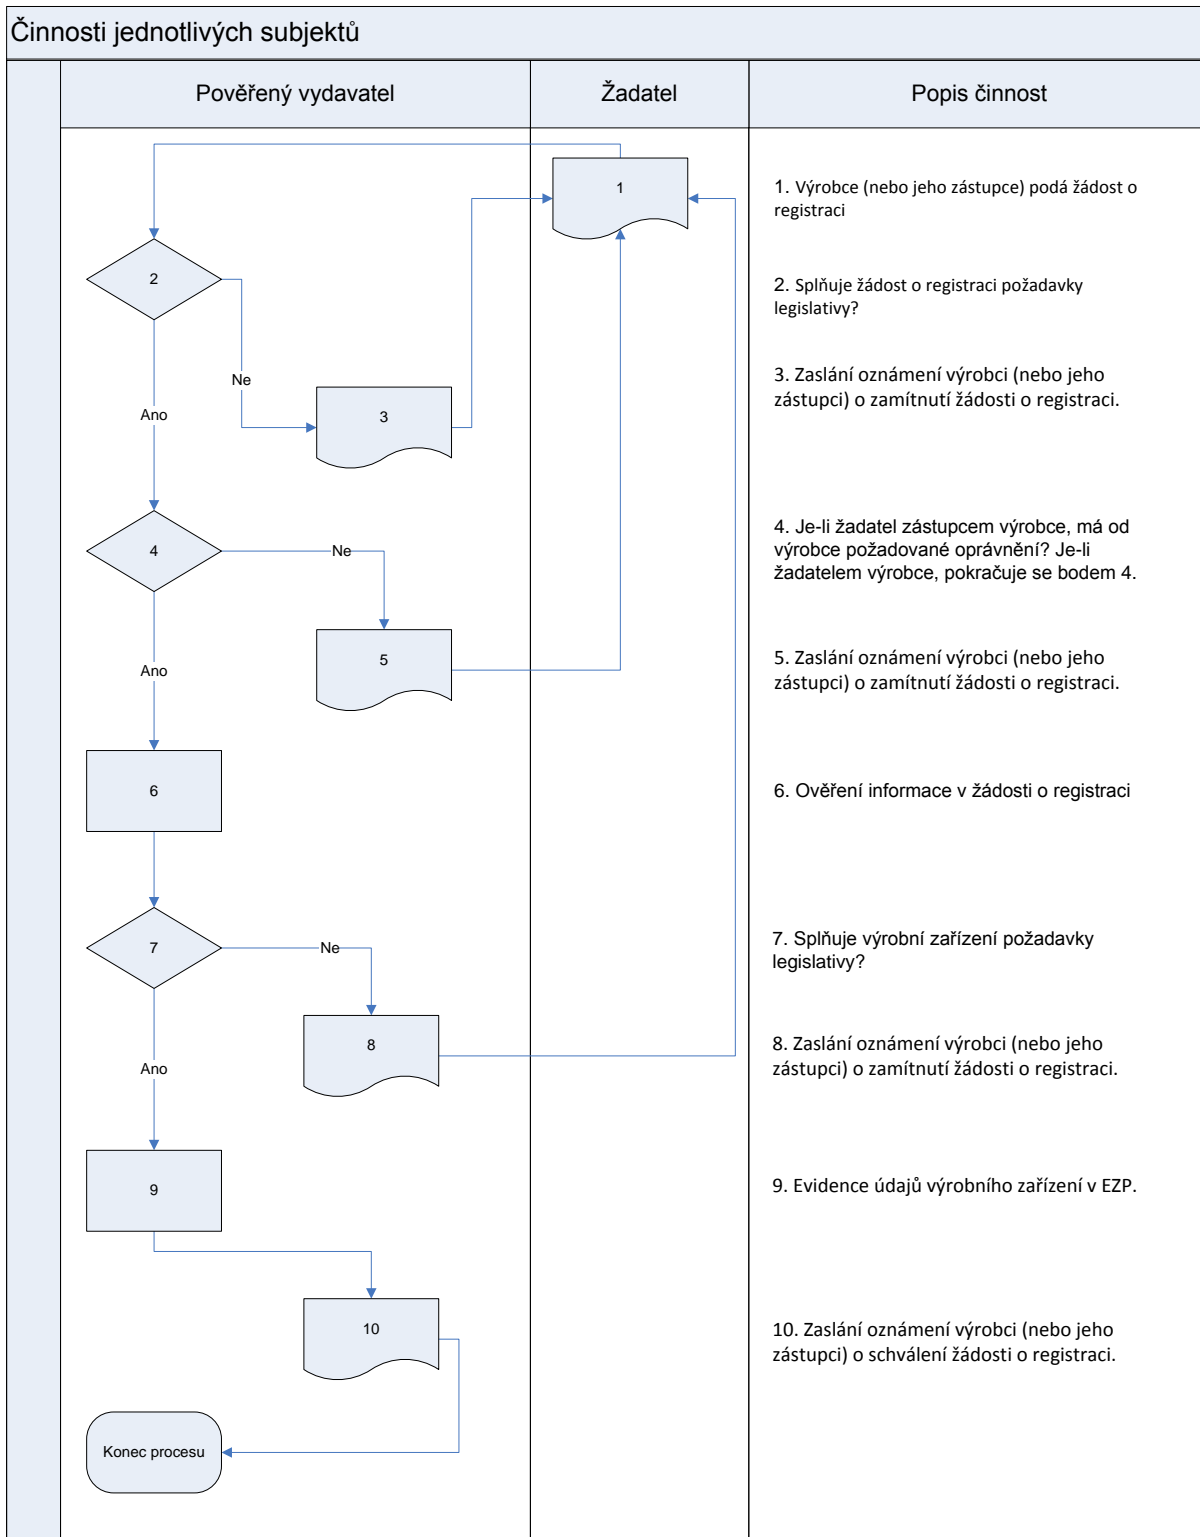 Činnosti jednotlivých subjektů
Pověřený vydavatel
Žadatel
Popis činnost
1
1. Výrobce (nebo jeho zástupce) podá žádost o
registraci
2
2. Splňuje žádost o registraci požadavky
legislativy?
Ne
Ano
3
3. Zaslání oznámení výrobci (nebo jeho
zástupci) o zamítnutí žádosti o registraci.
4
Ne
4. Je-li žadatel zástupcem výrobce, má od
výrobce požadované oprávnění? Je-li
žadatelem výrobce, pokračuje se bodem 4.
Ano
5
5. Zaslání oznámení výrobci (nebo jeho
zástupci) o zamítnutí žádosti o registraci.
6
6. Ověření informace v žádosti o registraci
7
Ne
7. Splňuje výrobní zařízení požadavky
legislativy?
Ano
8
8. Zaslání oznámení výrobci (nebo jeho
zástupci) o zamítnutí žádosti o registraci.
9
9. Evidence údajů výrobního zařízení v EZP.
10
10. Zaslání oznámení výrobci (nebo jeho
zástupci) o schválení žádosti o registraci.
Konec procesu